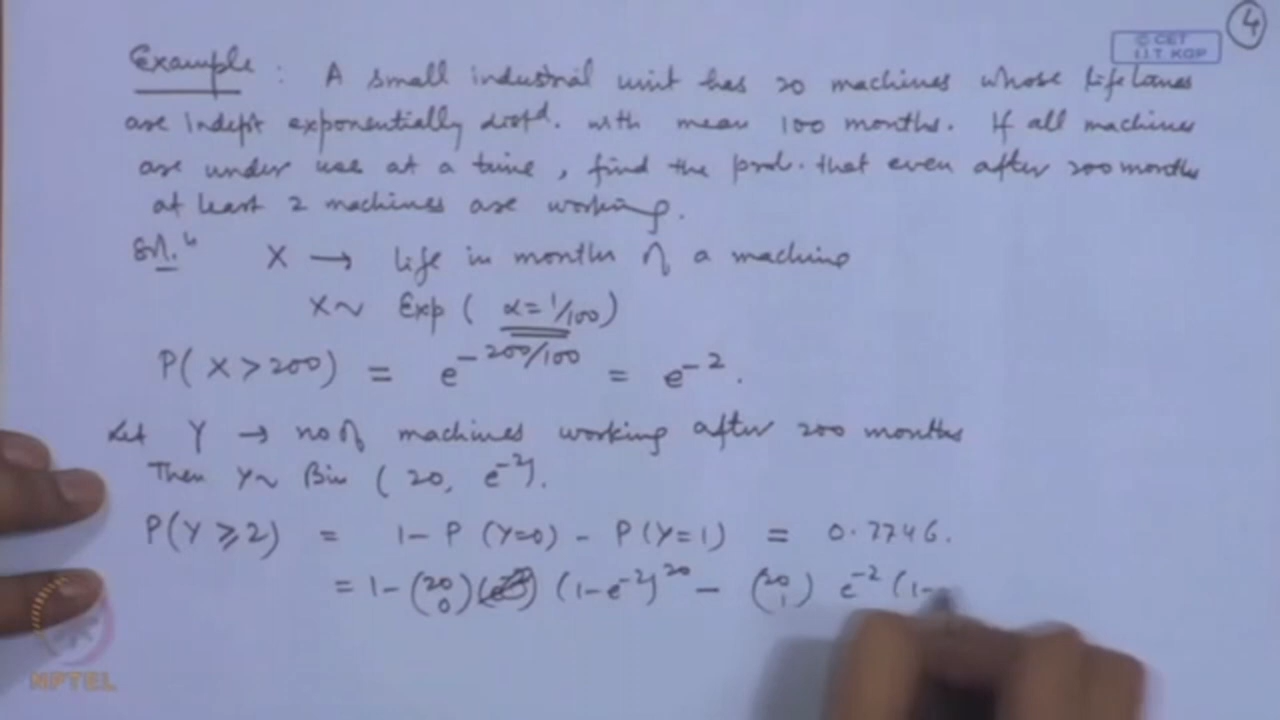 4
© CET
I.I.T. KGP
Example : A small industrial unit has 20 machines whose lifetimes
are indept exponentially distd. with mean 100 months. If all machines
are under use at a time, find the prob. that even after 200 months
at least 2 machines are working.
Sol.ⁿ X → life in months of a machine
X ~ Exp ( α = 1/100)
P( X > 200) = e^{-200/100} = e^{-2}.
Let Y → no of machines working after 200 months
Then Y ~ Bin ( 20, e^{-2}).
P(Y ≥ 2) = 1 - P (Y=0) - P (Y=1) = 0.7746.
= 1 - (20 0) (1-e^{-2})^{20} - (20 1) e^{-2} (1-
NPTEL